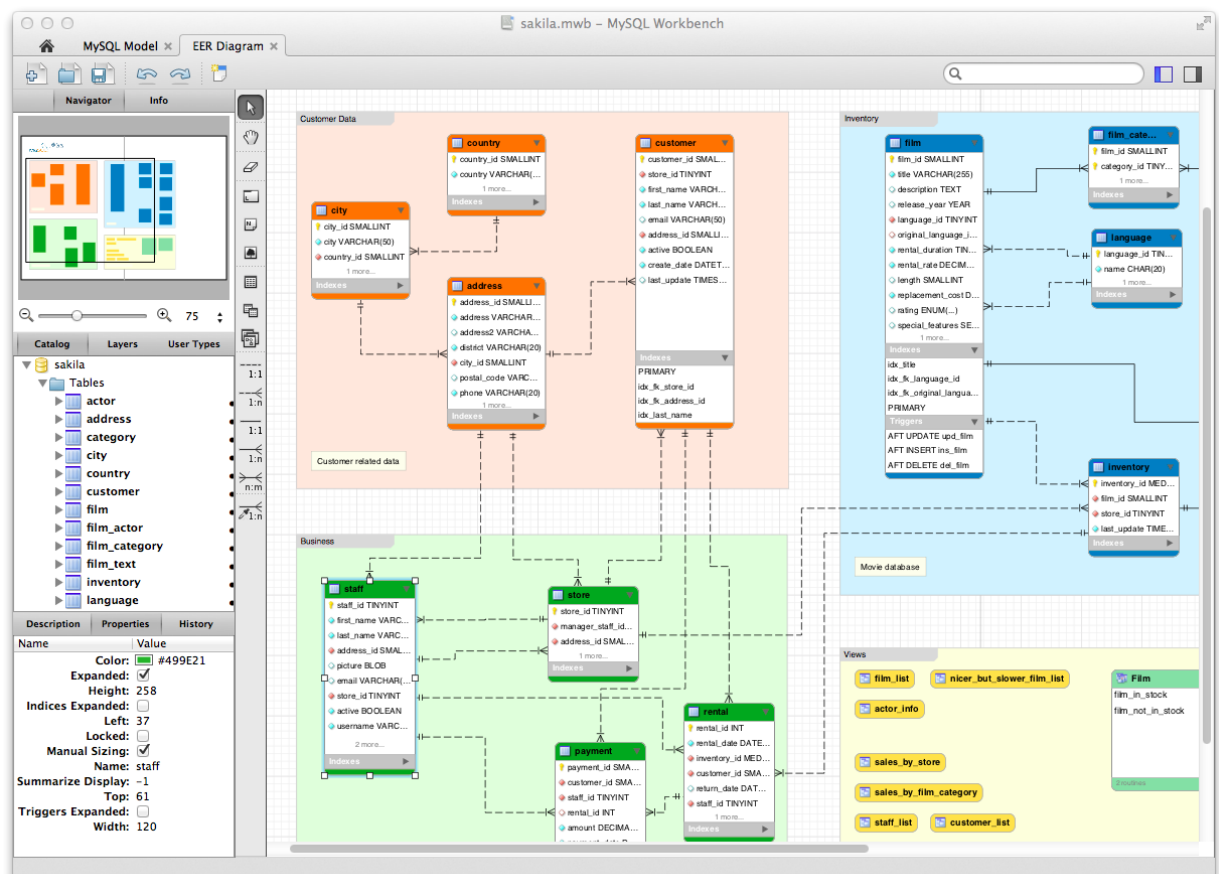 sakila.mwb – MySQL Workbench
MySQL Model ×
EER Diagram ×
Navigator
Info
75
Catalog
Layers
User Types
sakila
Tables
actor
address
category
city
country
customer
film
film_actor
film_category
film_text
inventory
language
Description
Properties
History
Name
Value
Color: #499E21
Expanded:
Height: 258
Indices Expanded:
Left: 37
Locked:
Manual Sizing:
Name: staff
Summarize Display: -1
Top: 61
Triggers Expanded:
Width: 120
1:1
1:n
1:1
1:n
n:m
1:n
Customer Data
country
country_id SMALLINT
country VARCHAR(...
1 more...
Indexes
city
city_id SMALLINT
city VARCHAR(50)
country_id SMALLINT
1 more...
Indexes
address
address_id SMALLI...
address VARCHAR...
address2 VARCHA...
district VARCHAR(20)
city_id SMALLINT
postal_code VARC...
phone VARCHAR(20)
1 more...
Indexes
customer
customer_id SMAL...
store_id TINYINT
first_name VARCH...
last_name VARCH...
email VARCHAR(50)
address_id SMALLI...
active BOOLEAN
create_date DATET...
last_update TIMES...
Indexes
PRIMARY
idx_fk_store_id
idx_fk_address_id
idx_last_name
Customer related data
Inventory
film
film_id SMALLINT
title VARCHAR(255)
description TEXT
release_year YEAR
language_id TINYINT
original_language_i...
rental_duration TIN...
rental_rate DECIM...
length SMALLINT
replacement_cost D...
rating ENUM(...)
special_features SE...
1 more...
Indexes
idx_title
idx_fk_language_id
idx_fk_original_langua...
PRIMARY
Triggers
AFT UPDATE upd_film
AFT INSERT ins_film
AFT DELETE del_film
film_cate...
film_id SMALLINT
category_id TINY...
1 more...
Indexes
language
language_id TIN...
name CHAR(20)
1 more...
Indexes
inventory
inventory_id MED...
film_id SMALLINT
store_id TINYINT
last_update TIME...
Indexes
Movie database
Business
staff
staff_id TINYINT
first_name VARC...
last_name VARC...
address_id SMAL...
picture BLOB
email VARCHAR(...
store_id TINYINT
active BOOLEAN
username VARC...
2 more...
Indexes
store
store_id TINYINT
manager_staff_id...
address_id SMAL...
1 more...
Indexes
payment
payment_id SMA...
customer_id SMA...
staff_id TINYINT
rental_id INT
amount DECIMA...
rental
rental_id INT
rental_date DATE...
inventory_id MED...
customer_id SMA...
return_date DAT...
staff_id TINYINT
1 more...
Indexes
Views
film_list
nicer_but_slower_film_list
actor_info
sales_by_store
sales_by_film_category
staff_list
customer_list
Film
film_in_stock
film_not_in_stock
2 routines